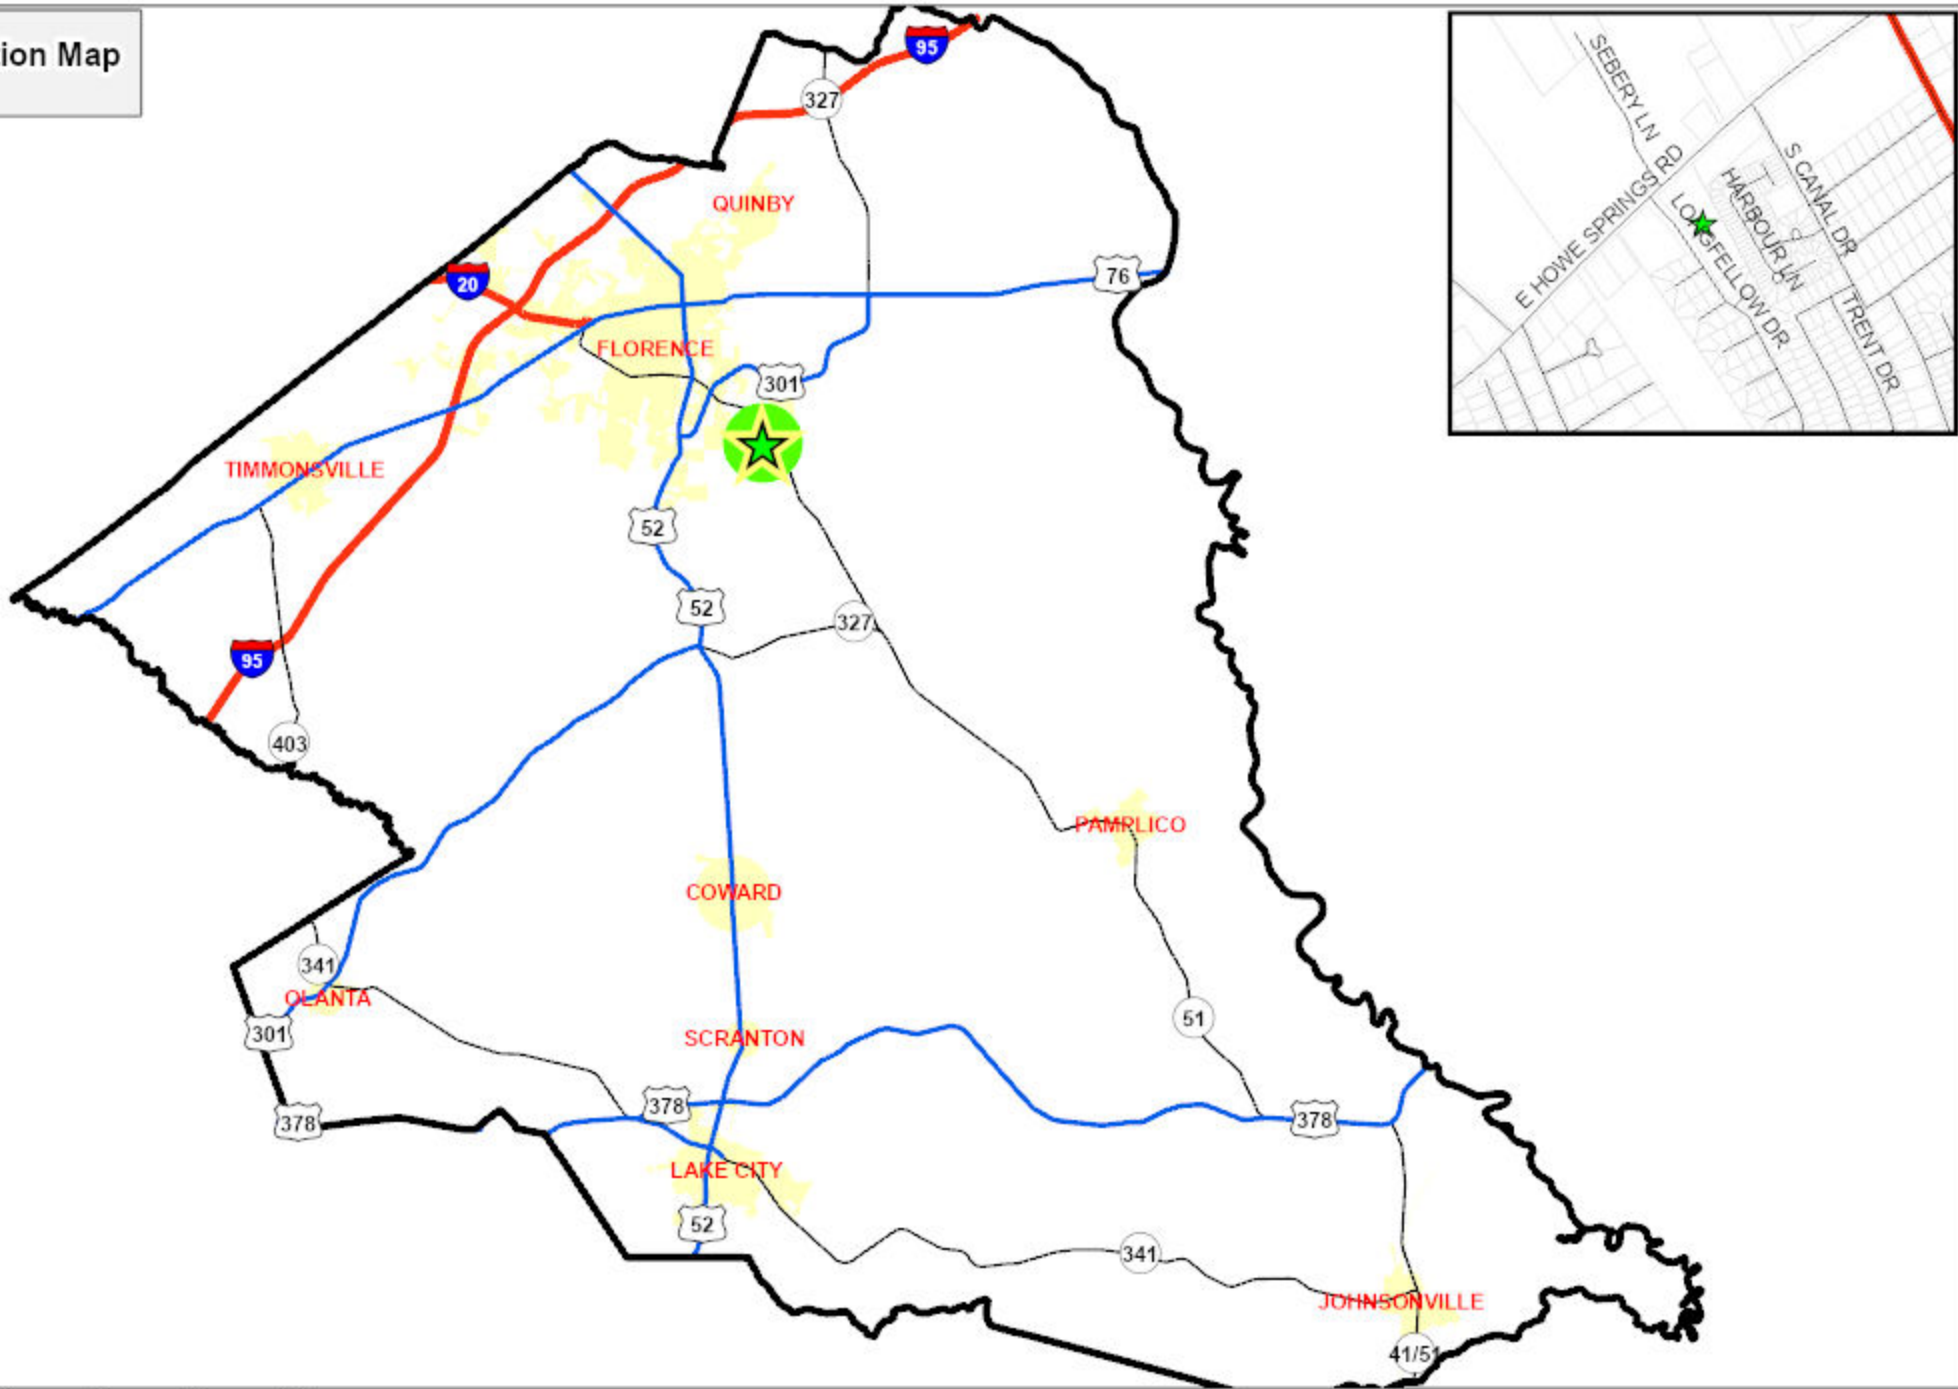 ion Map
95
327
QUINBY
20
76
FLORENCE
301
TIMMONSVILLE
52
52
327
95
403
PAMPLICO
COWARD
341
OLANTA
301
51
SCRANTON
378
378
378
LAKE CITY
52
341
JOHNSONVILLE
41/51
SEBERY LN
E HOWE SPRINGS RD
S CANAL DR
HARBOUR LN
LONGFELLOW DR
TRENT DR